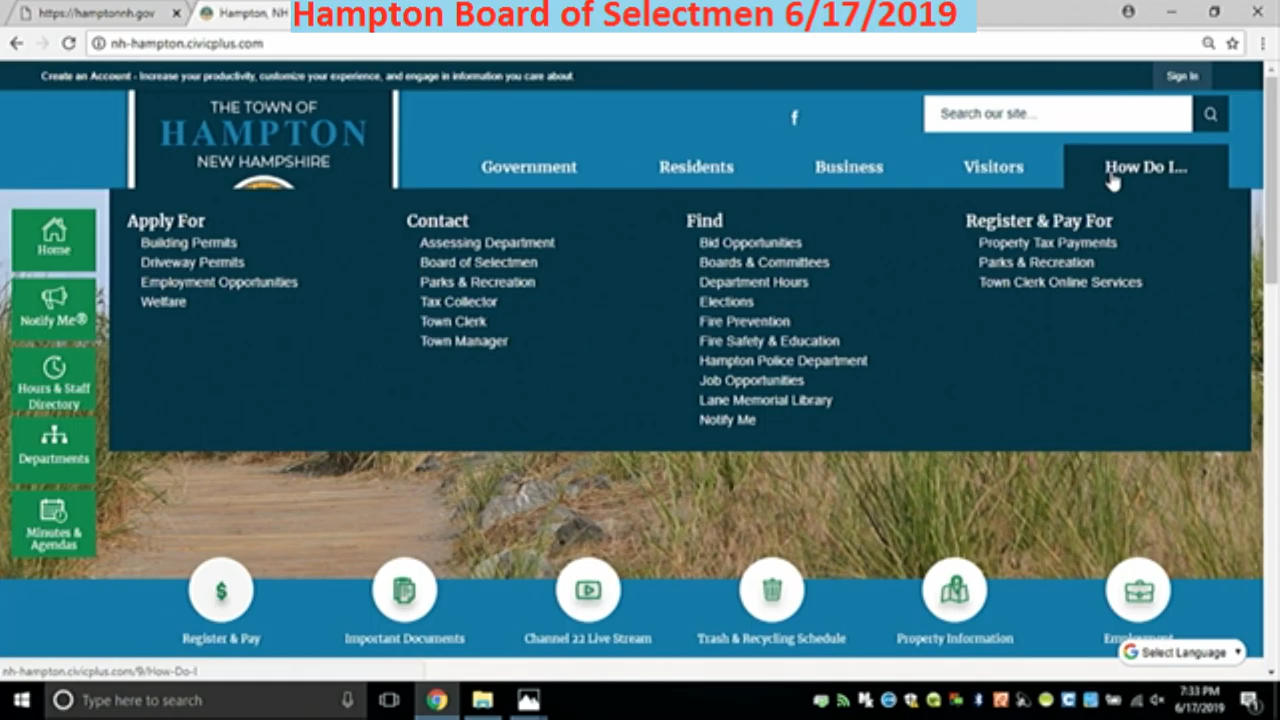 https://hamptonnh.gov
Hampton, NH
Hampton Board of Selectmen 6/17/2019
nh-hampton.civicplus.com
Create an Account - Increase your productivity, customize your experience, and engage in information you care about
Sign In
THE TOWN OF
HAMPTON
NEW HAMPSHIRE
f
Search our site...
Government
Residents
Business
Visitors
How Do I...
Home
Notify Me®
Hours & Staff
Directory
Departments
Minutes &
Agendas
Apply For
Building Permits
Driveway Permits
Employment Opportunities
Welfare
Contact
Assessing Department
Board of Selectmen
Parks & Recreation
Tax Collector
Town Clerk
Town Manager
Find
Bid Opportunities
Boards & Committees
Department Hours
Elections
Fire Prevention
Fire Safety & Education
Hampton Police Department
Job Opportunities
Lane Memorial Library
Notify Me
Register & Pay For
Property Tax Payments
Parks & Recreation
Town Clerk Online Services
$
Register & Pay
Important Documents
Channel 22 Live Stream
Trash & Recycling Schedule
Property Information
Employment
G Select Language
nh-hampton.civicplus.com/9/How-Do-I
Type here to search
7:33 PM
6/17/2019